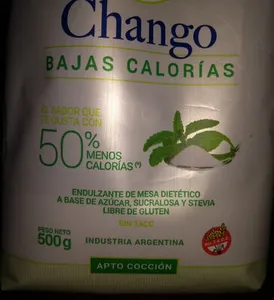 Chango
BAJAS CALORÍAS
EL SABOR QUE
TE GUSTA CON
50% MENOS
CALORÍAS (*)
ENDULZANTE DE MESA DIETÉTICO
A BASE DE AZÚCAR, SUCRALOSA Y STEVIA
LIBRE DE GLUTEN
SIN TACC
PESO NETO
500g
INDUSTRIA ARGENTINA
SIN T.A.C.C.
APTO COCCIÓN